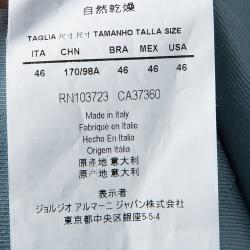 自然乾燥
TAGLIA 尺寸 尺寸 TAMANHO TALLA SIZE
ITA CHN BRA MEX USA
46 170/98A 46 46 46
RN103723 CA37360
Made in Italy
Fabriqué en Italie
Hecho En Italia
Origem Itália
原產地 意大利
原产地 意大利
表示者
ジョルジオ アルマーニ ジャパン株式会社
東京都中央区銀座5-5-4